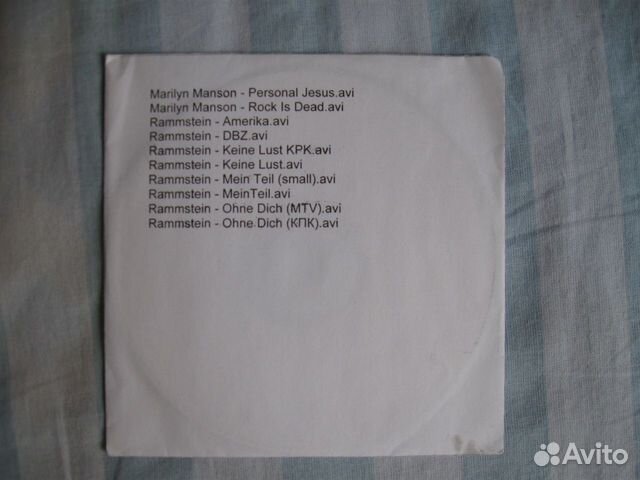 Marilyn Manson - Personal Jesus.avi
Marilyn Manson - Rock Is Dead.avi
Rammstein - Amerika.avi
Rammstein - DBZ.avi
Rammstein - Keine Lust KPK.avi
Rammstein - Keine Lust.avi
Rammstein - Mein Teil (small).avi
Rammstein - MeinTeil.avi
Rammstein - Ohne Dich (MTV).avi
Rammstein - Ohne Dich (КПК).avi
Avito